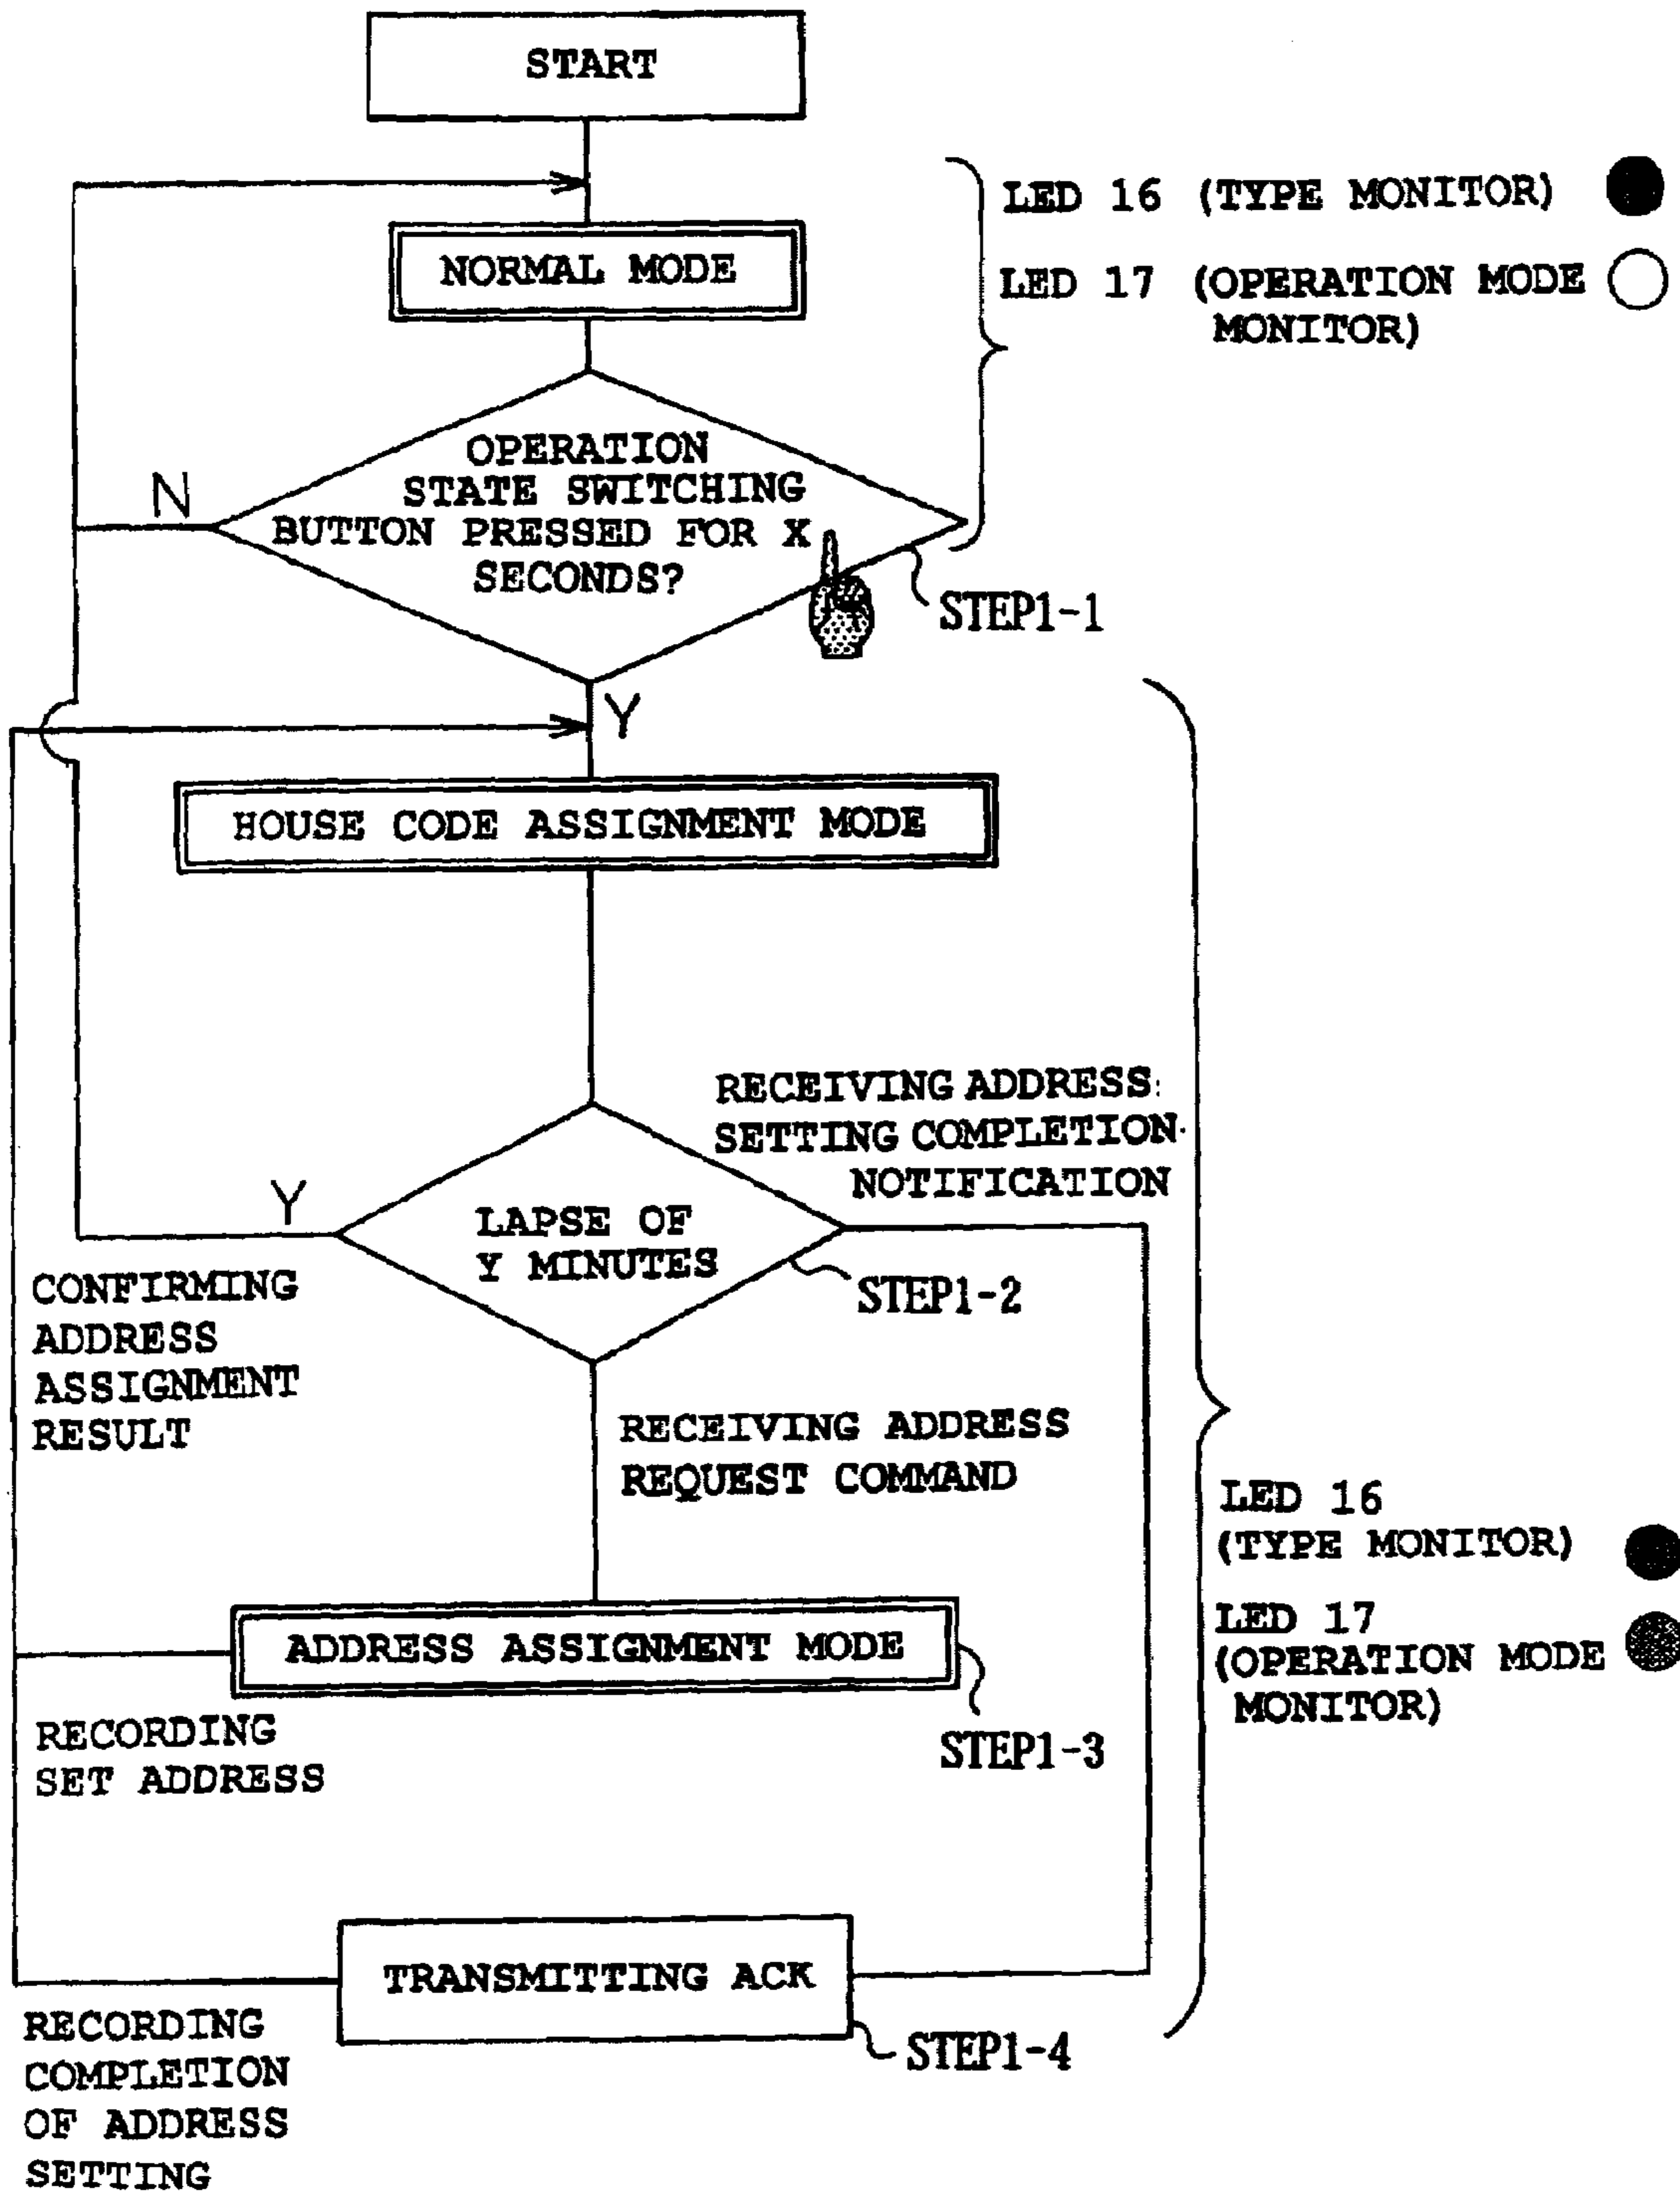 START
LED 16 (TYPE MONITOR)
NORMAL MODE
LED 17 (OPERATION MODE
MONITOR)
OPERATION
STATE SWITCHING
BUTTON PRESSED FOR X
SECONDS?
N
STEP1-1
Y
HOUSE CODE ASSIGNMENT MODE
RECEIVING ADDRESS
SETTING COMPLETION
NOTIFICATION
Y
LAPSE OF
Y MINUTES
STEP1-2
CONFIRMING
ADDRESS
ASSIGNMENT
RESULT
RECEIVING ADDRESS
REQUEST COMMAND
LED 16
(TYPE MONITOR)
LED 17
(OPERATION MODE
MONITOR)
ADDRESS ASSIGNMENT MODE
STEP1-3
RECORDING
SET ADDRESS
TRANSMITTING ACK
STEP1-4
RECORDING
COMPLETION
OF ADDRESS
SETTING